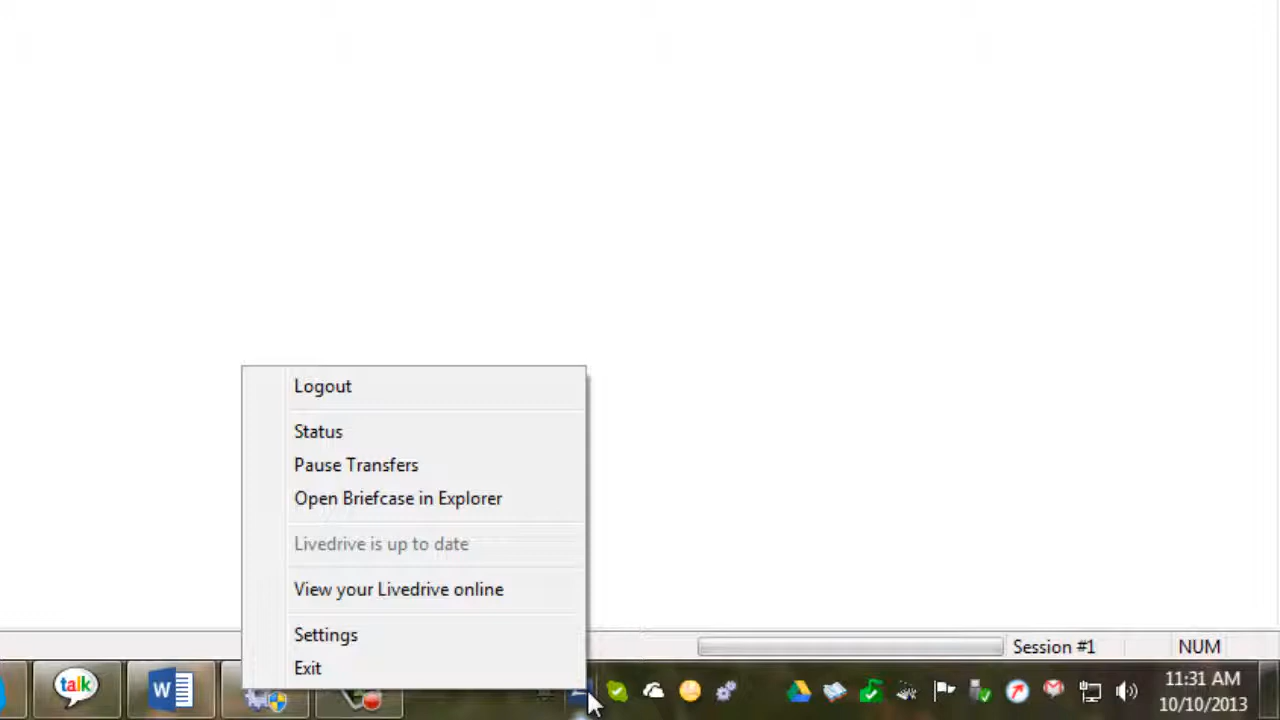 Logout
Status
Pause Transfers
Open Briefcase in Explorer
Livedrive is up to date
View your Livedrive online
Settings
Exit
Session #1
NUM
talk
W
11:31 AM
10/10/2013